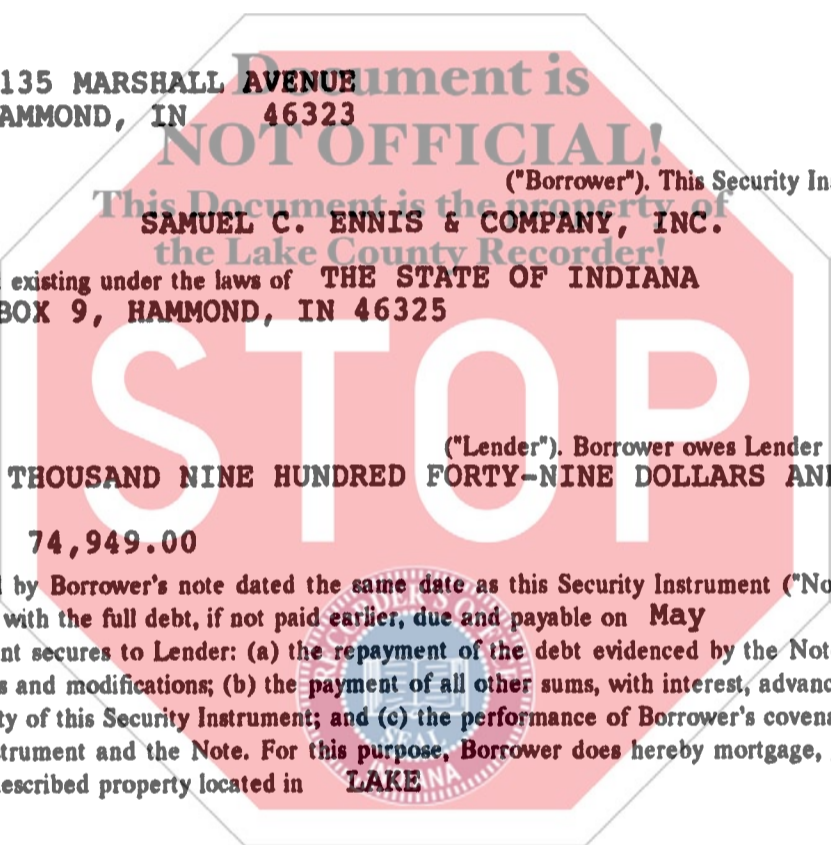 135 MARSHALL AVENUE
AMMOND, IN 46323
Document is
NOT OFFICIAL!
This Document is the property of
the Lake County Recorder!
("Borrower"). This Security In
SAMUEL C. ENNIS & COMPANY, INC.
existing under the laws of THE STATE OF INDIANA
BOX 9, HAMMOND, IN 46325
STOP
("Lender"). Borrower owes Lender
THOUSAND NINE HUNDRED FORTY-NINE DOLLARS AND
74,949.00
by Borrower's note dated the same date as this Security Instrument ("No
with the full debt, if not paid earlier, due and payable on May
nt secures to Lender: (a) the repayment of the debt evidenced by the Not
s and modifications; (b) the payment of all other sums, with interest, advanc
ty of this Security Instrument; and (c) the performance of Borrower's covena
trument and the Note. For this purpose, Borrower does hereby mortgage,
escribed property located in LAKE
RECORDER'S OFFICE
SEAL
INDIANA